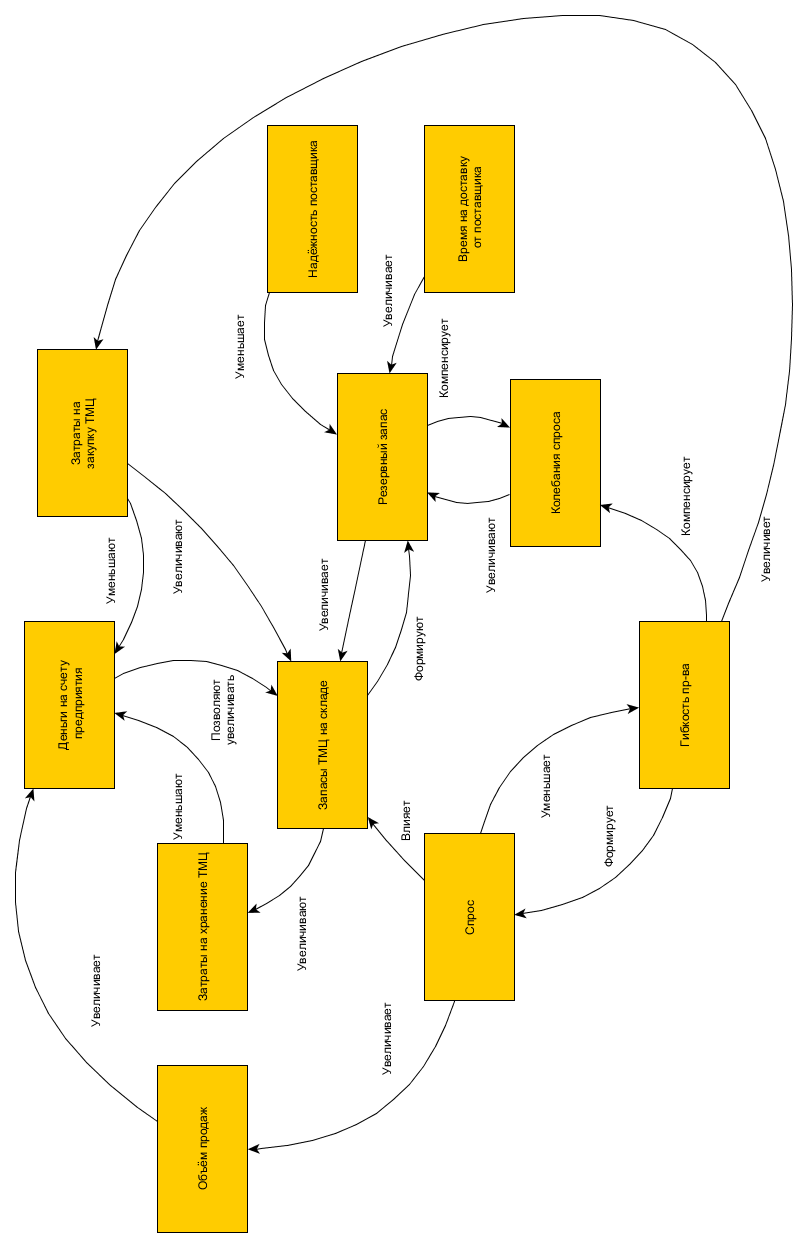 Деньги на счету
предприятия
Затраты на
закупку ТМЦ
Увеличивает
Уменьшают
Уменьшают
Увеличивают
Объём продаж
Затраты на хранение ТМЦ
Позволяют
увеличивать
Уменьшает
Увеличивают
Надёжность поставщика
Запасы ТМЦ на складе
Увеличивает
Резервный запас
Увеличивает
Увеличивает
Влияет
Формируют
Компенсирует
Спрос
Время на доставку
от поставщика
Увеличивают
Уменьшает
Колебания спроса
Формирует
Гибкость пр-ва
Компенсирует
Увеличивет